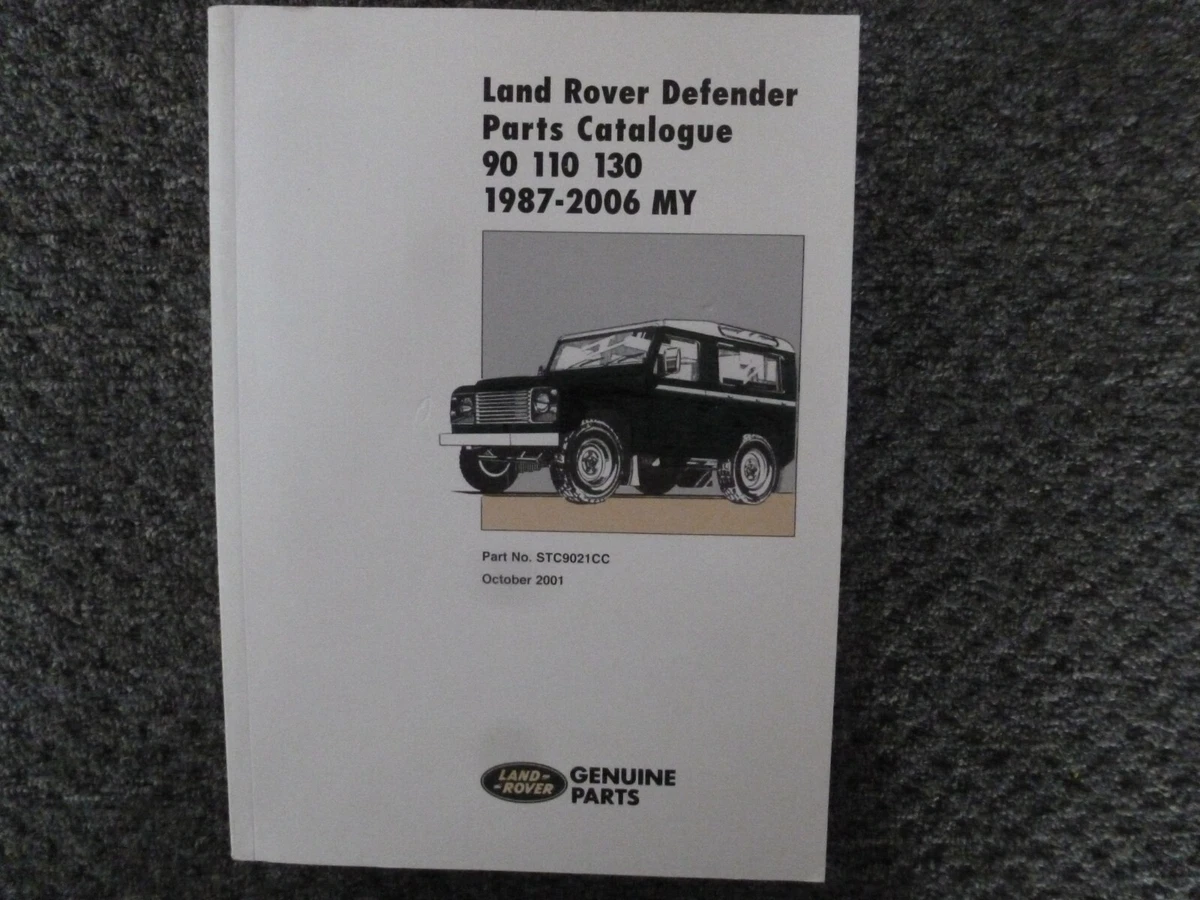 Land Rover Defender
Parts Catalogue
90 110 130
1987-2006 MY
Part No. STC9021CC
October 2001
LAND-
-ROVER
GENUINE
PARTS